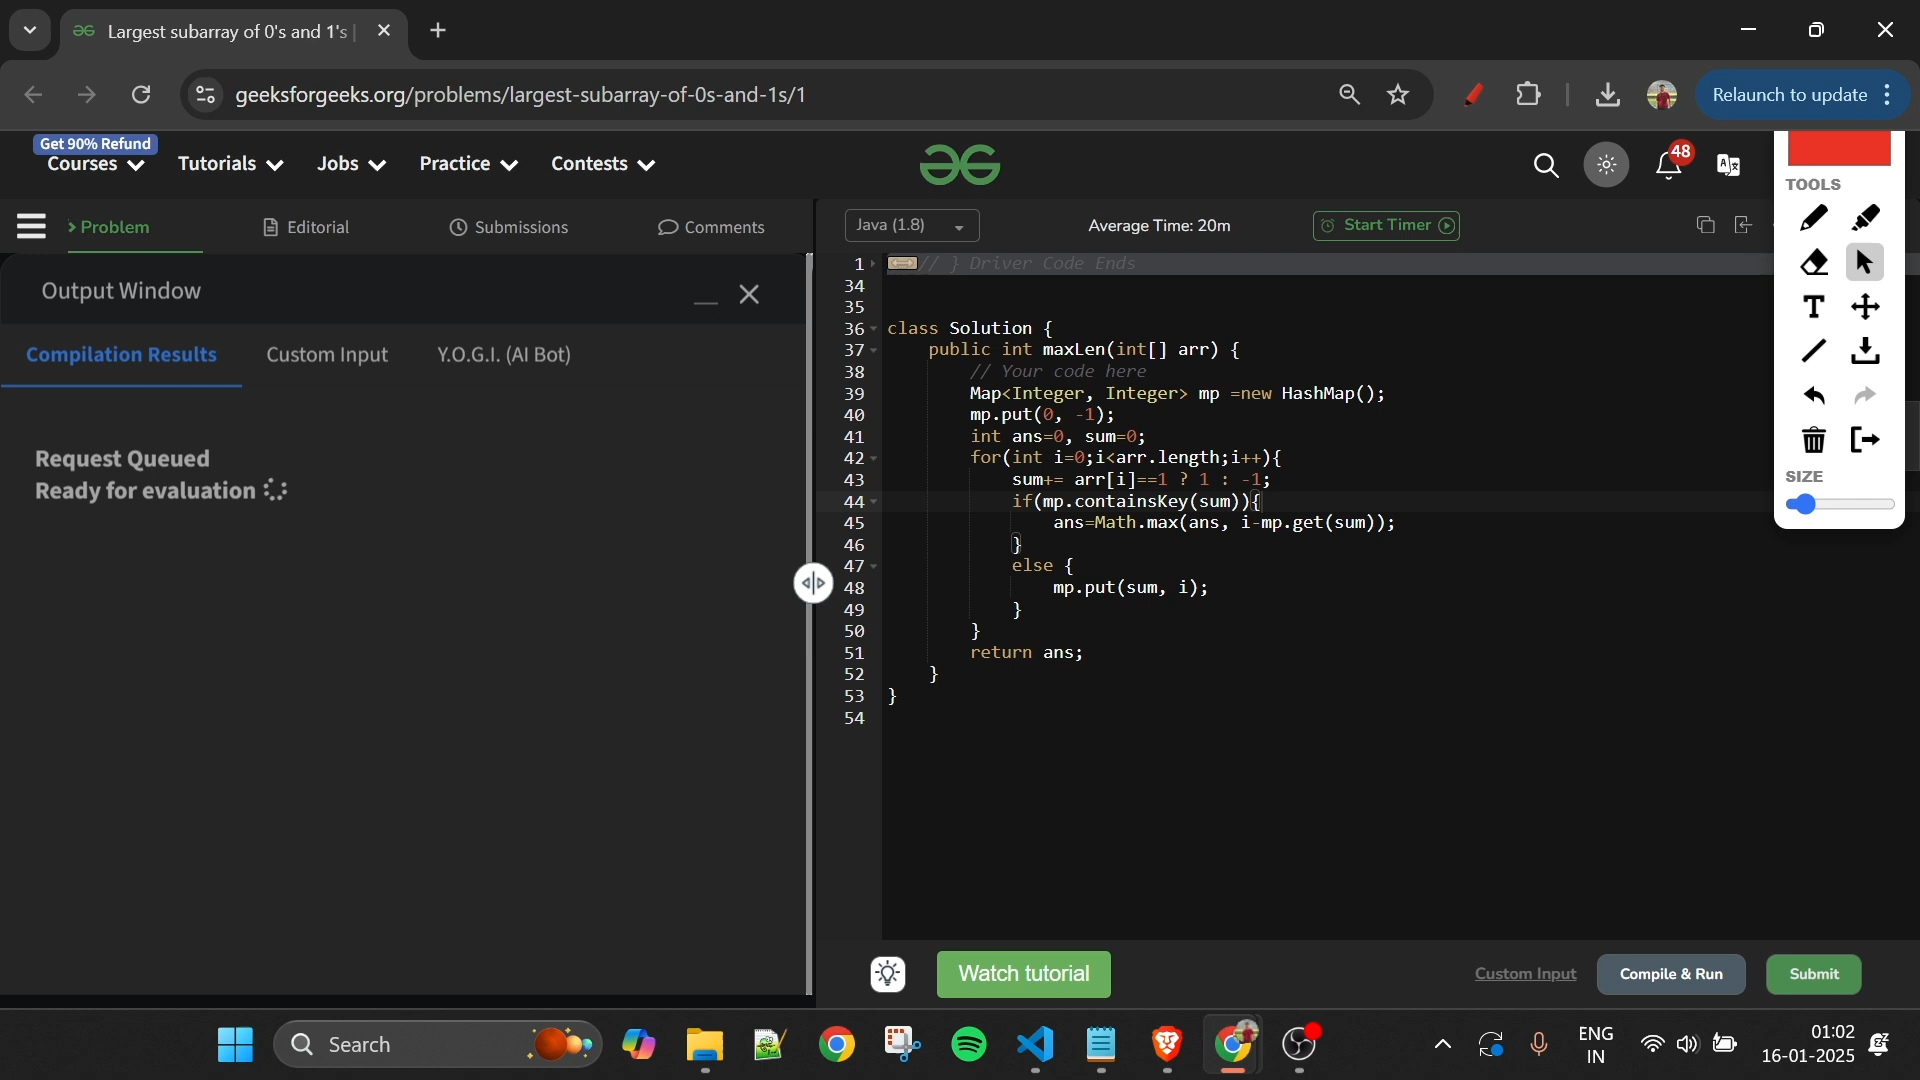 Largest subarray of 0's and 1's |
geeksforgeeks.org/problems/largest-subarray-of-0s-and-1s/1
Relaunch to update
Get 90% Refund
Courses
Tutorials
Jobs
Practice
Contests
48
TOOLS
SIZE
Problem
Editorial
Submissions
Comments
Java (1.8)
Average Time: 20m
Start Timer
Output Window
Compilation Results
Custom Input
Y.O.G.I. (AI Bot)
Request Queued
Ready for evaluation
1 // } Driver Code Ends
34
35
36 class Solution {
37 public int maxLen(int[] arr) {
38 // Your code here
39 Map<Integer, Integer> mp =new HashMap();
40 mp.put(0, -1);
41 int ans=0, sum=0;
42 for(int i=0;i<arr.length;i++){
43 sum+= arr[i]==1 ? 1 : -1;
44 if(mp.containsKey(sum)){
45 ans=Math.max(ans, i-mp.get(sum));
46 }
47 else {
48 mp.put(sum, i);
49 }
50 }
51 return ans;
52 }
53 }
54
Watch tutorial
Custom Input
Compile & Run
Submit
Search
ENG
IN
01:02
16-01-2025